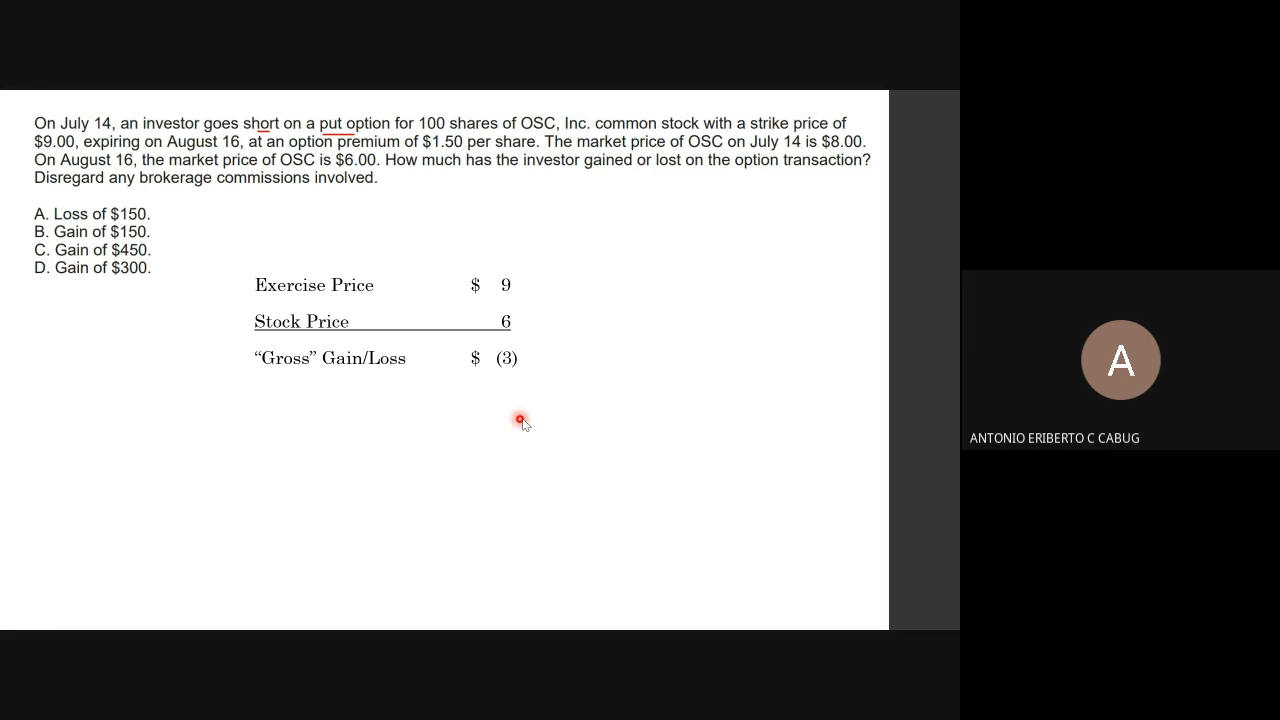 On July 14, an investor goes short on a put option for 100 shares of OSC, Inc. common stock with a strike price of
$9.00, expiring on August 16, at an option premium of $1.50 per share. The market price of OSC on July 14 is $8.00.
On August 16, the market price of OSC is $6.00. How much has the investor gained or lost on the option transaction?
Disregard any brokerage commissions involved.
A. Loss of $150.
B. Gain of $150.
C. Gain of $450.
D. Gain of $300.
Exercise Price $ 9
Stock Price 6
“Gross” Gain/Loss $ (3)
A
ANTONIO ERIBERTO C CABUG